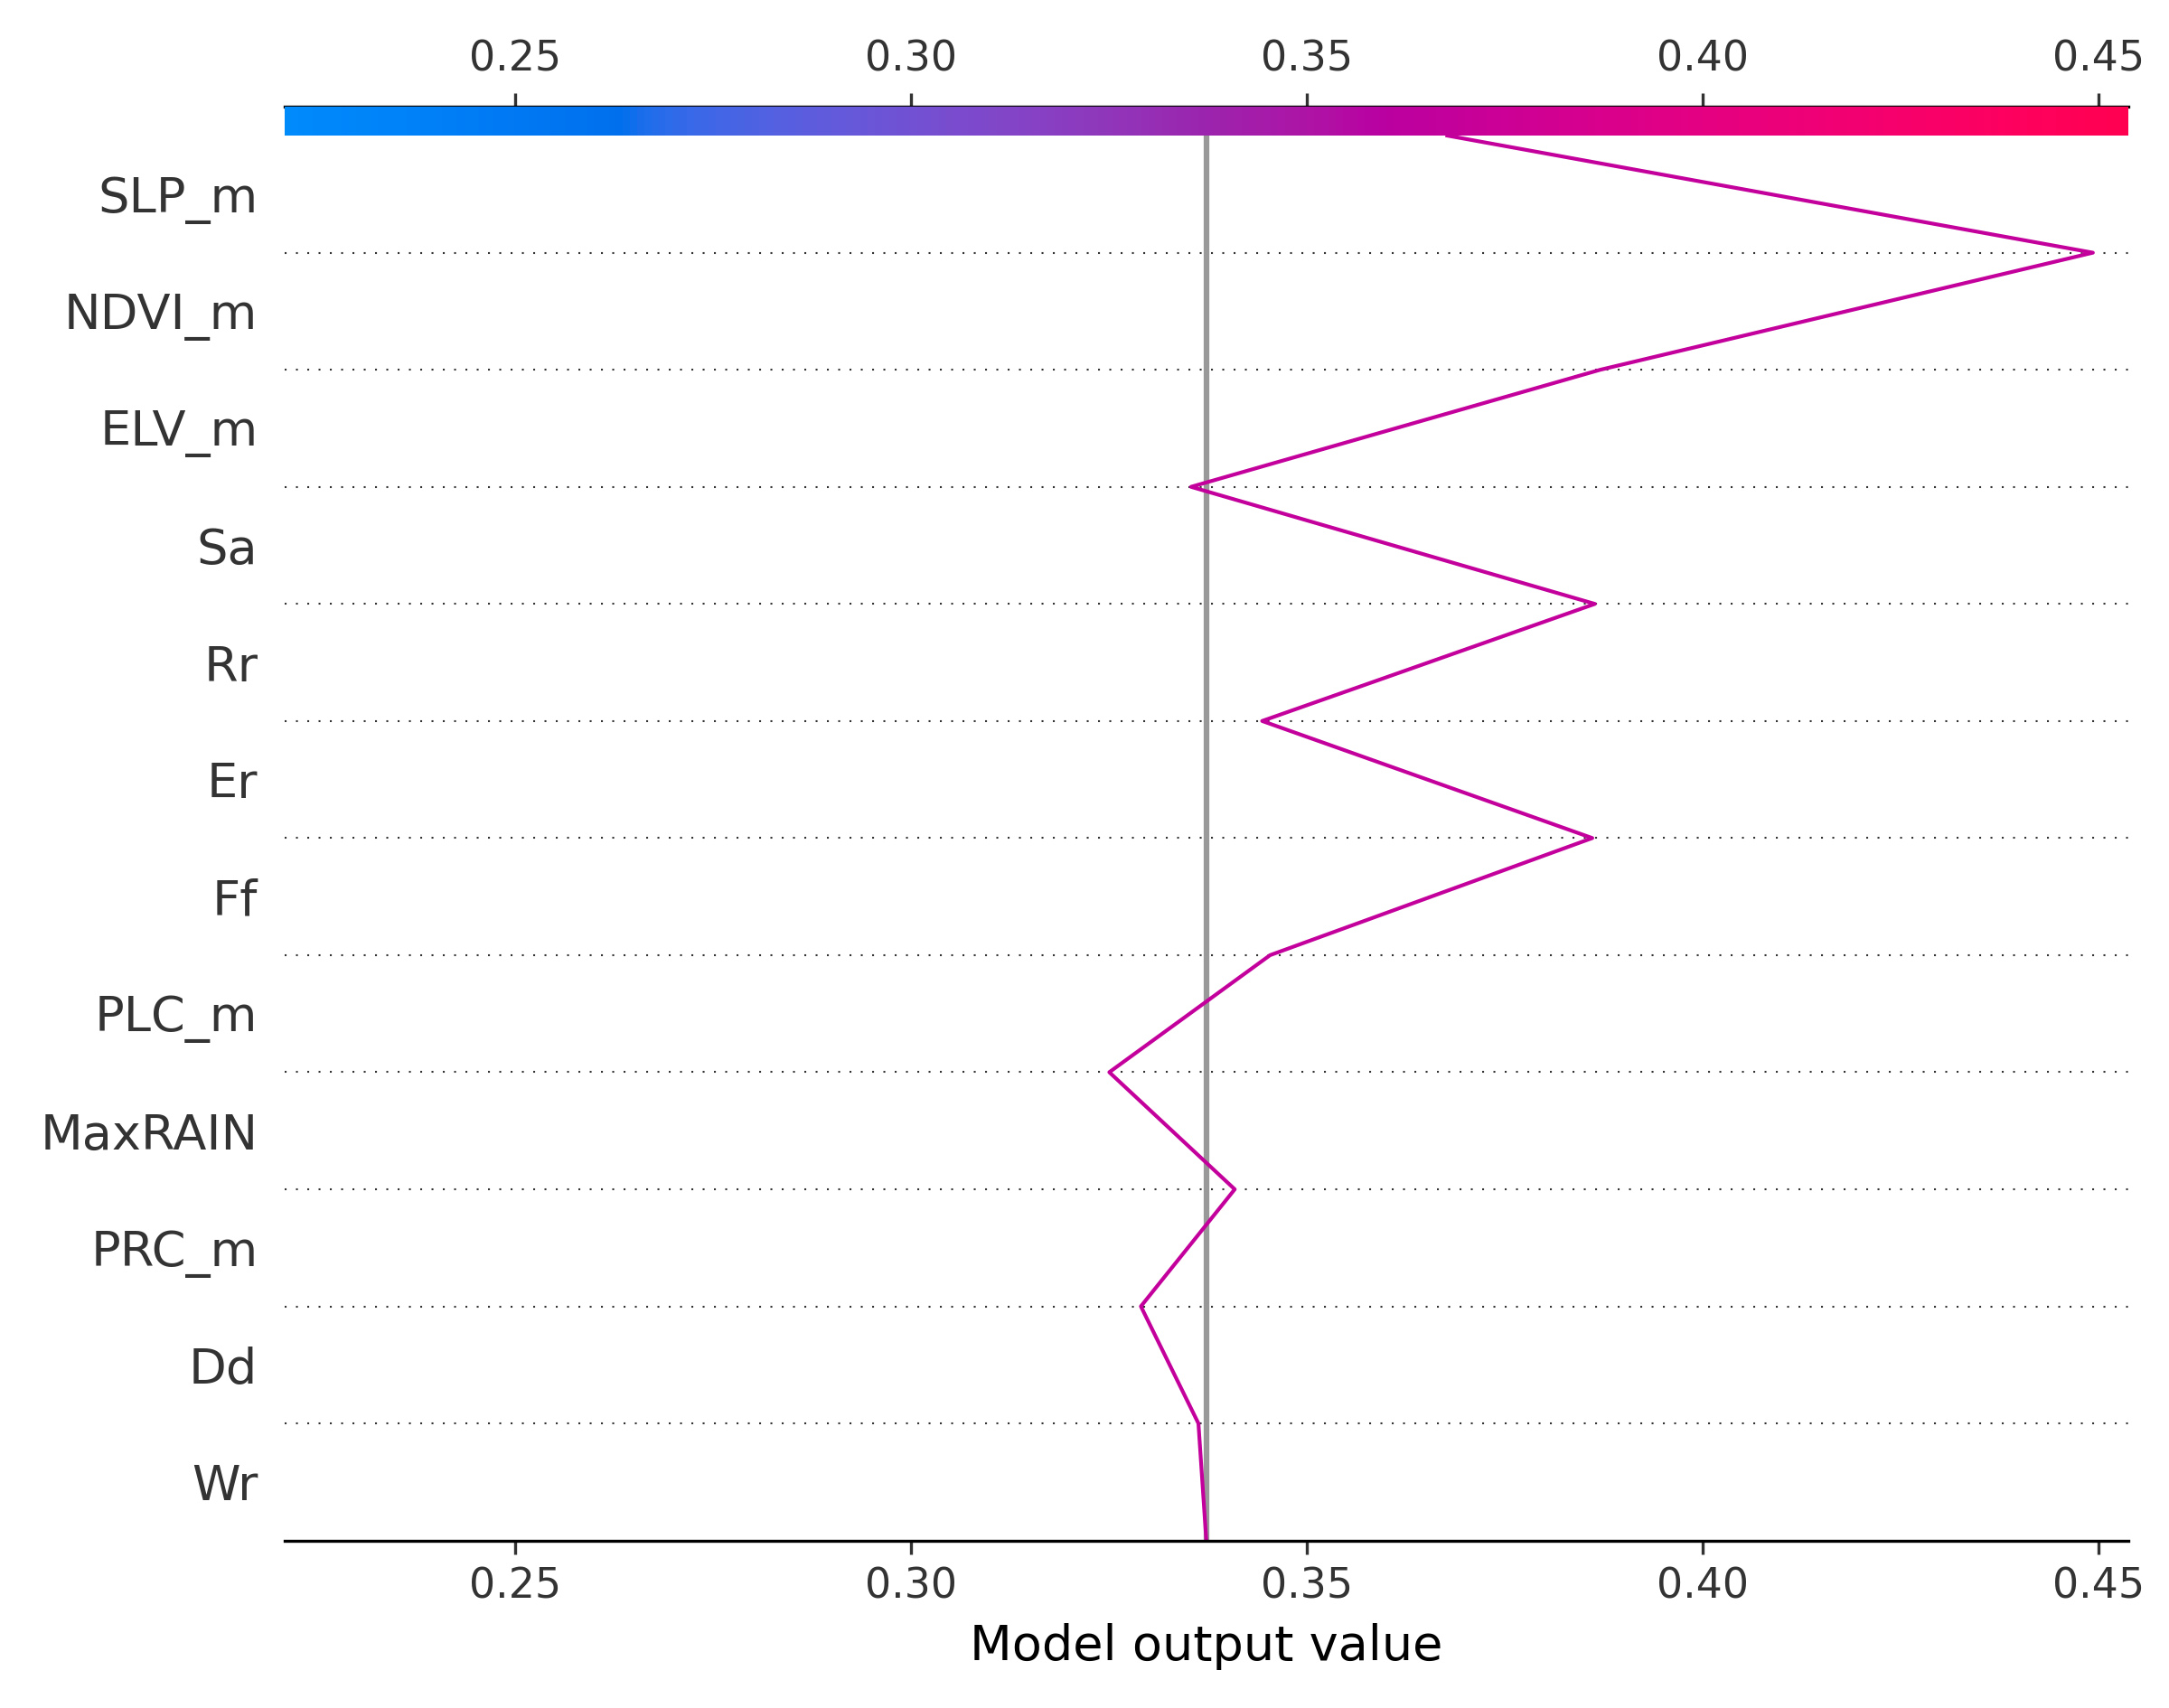 0.25 0.30 0.35 0.40 0.45
SLP_m
NDVI_m
ELV_m
Sa
Rr
Er
Ff
PLC_m
MaxRAIN
PRC_m
Dd
Wr
0.25 0.30 0.35 0.40 0.45
Model output value